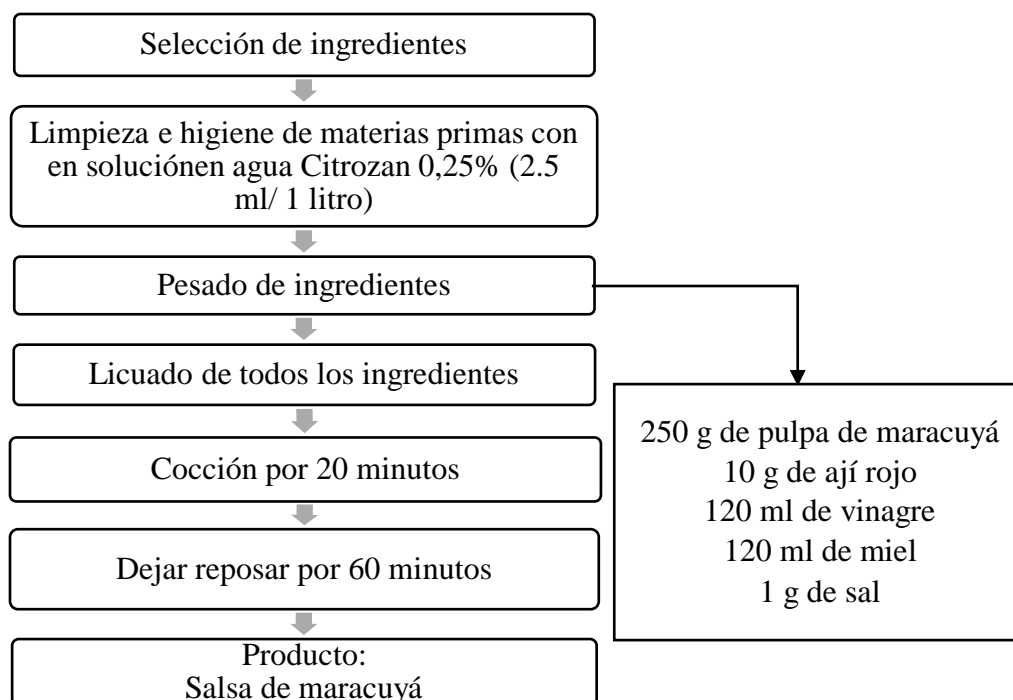 Selección de ingredientes
Limpieza e higiene de materias primas con
en soluciónen agua Citrozan 0,25% (2.5
ml/ 1 litro)
Pesado de ingredientes
Licuado de todos los ingredientes
Cocción por 20 minutos
Dejar reposar por 60 minutos
Producto:
Salsa de maracuyá
250 g de pulpa de maracuyá
10 g de ají rojo
120 ml de vinagre
120 ml de miel
1 g de sal